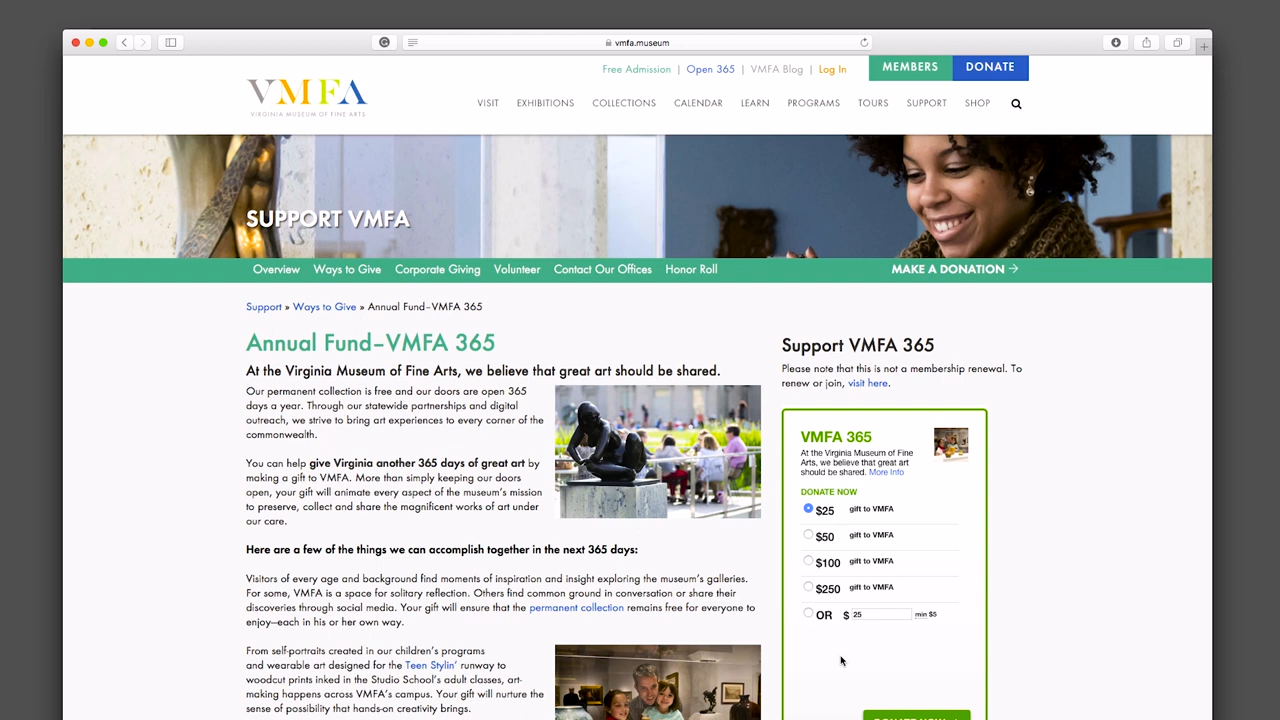 vmfa.museum
Free Admission | Open 365 | VMFA Blog | Log In
MEMBERS
DONATE
VMFA
VIRGINIA MUSEUM OF FINE ARTS
VISIT EXHIBITIONS COLLECTIONS CALENDAR LEARN PROGRAMS TOURS SUPPORT SHOP
SUPPORT VMFA
Overview Ways to Give Corporate Giving Volunteer Contact Our Offices Honor Roll MAKE A DONATION →
Support » Ways to Give » Annual Fund–VMFA 365
Annual Fund–VMFA 365
At the Virginia Museum of Fine Arts, we believe that great art should be shared.
Our permanent collection is free and our doors are open 365
days a year. Through our statewide partnerships and digital
outreach, we strive to bring art experiences to every corner of the
commonwealth.
You can help give Virginia another 365 days of great art by
making a gift to VMFA. More than simply keeping our doors
open, your gift will animate every aspect of the museum's mission
to preserve, collect and share the magnificent works of art under
our care.
Here are a few of the things we can accomplish together in the next 365 days:
Visitors of every age and background find moments of inspiration and insight exploring the museum's galleries.
For some, VMFA is a space for solitary reflection. Others find common ground in conversation or share their
discoveries through social media. Your gift will ensure that the permanent collection remains free for everyone to
enjoy—each in his or her own way.
From self-portraits created in our children's programs
and wearable art designed for the Teen Stylin' runway to
woodcut prints inked in the Studio School's adult classes, art-
making happens across VMFA's campus. Your gift will nurture the
sense of possibility that hands-on creativity brings.
Support VMFA 365
Please note that this is not a membership renewal. To
renew or join, visit here.
VMFA 365
At the Virginia Museum of Fine
Arts, we believe that great art
should be shared. More Info
DONATE NOW
$25 gift to VMFA
$50 gift to VMFA
$100 gift to VMFA
$250 gift to VMFA
OR $ 25 min $5
DONATE NOW